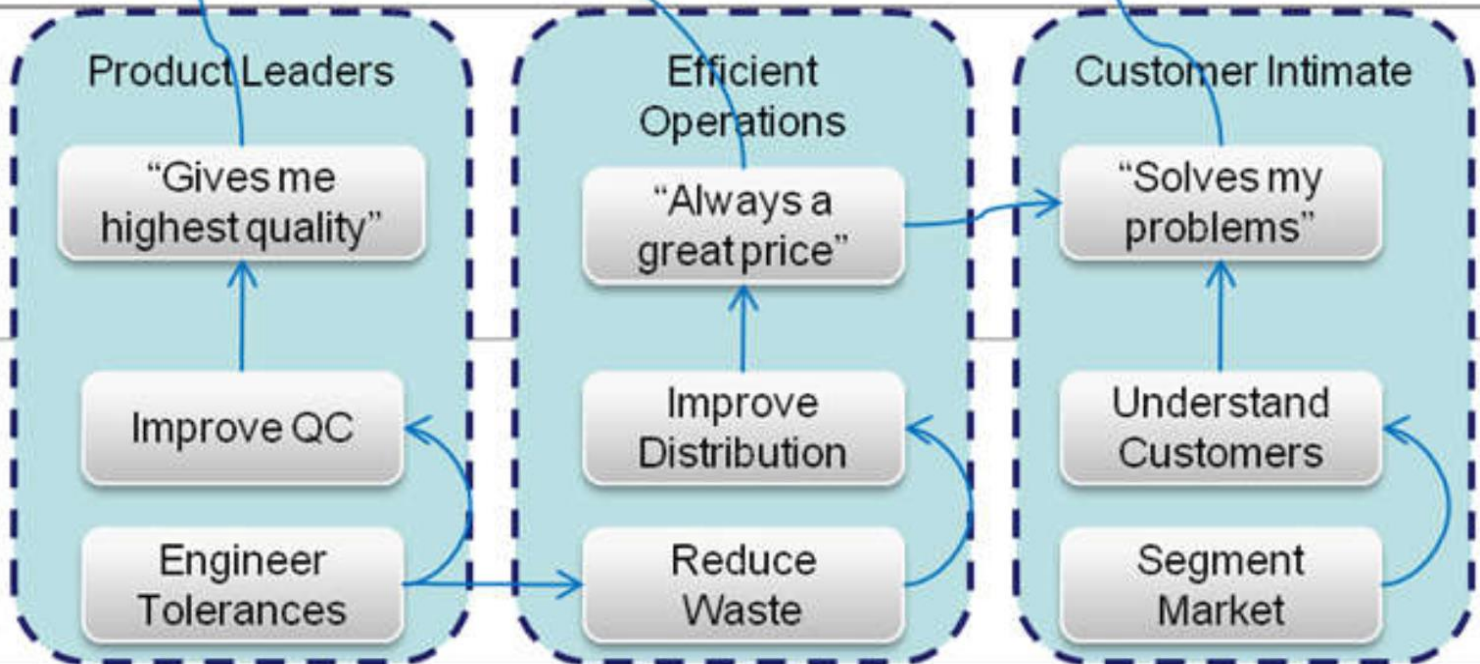 Product Leaders
“Gives me
highest quality”
Improve QC
Engineer
Tolerances
Efficient
Operations
“Always a
great price”
Improve
Distribution
Reduce
Waste
Customer Intimate
“Solves my
problems”
Understand
Customers
Segment
Market